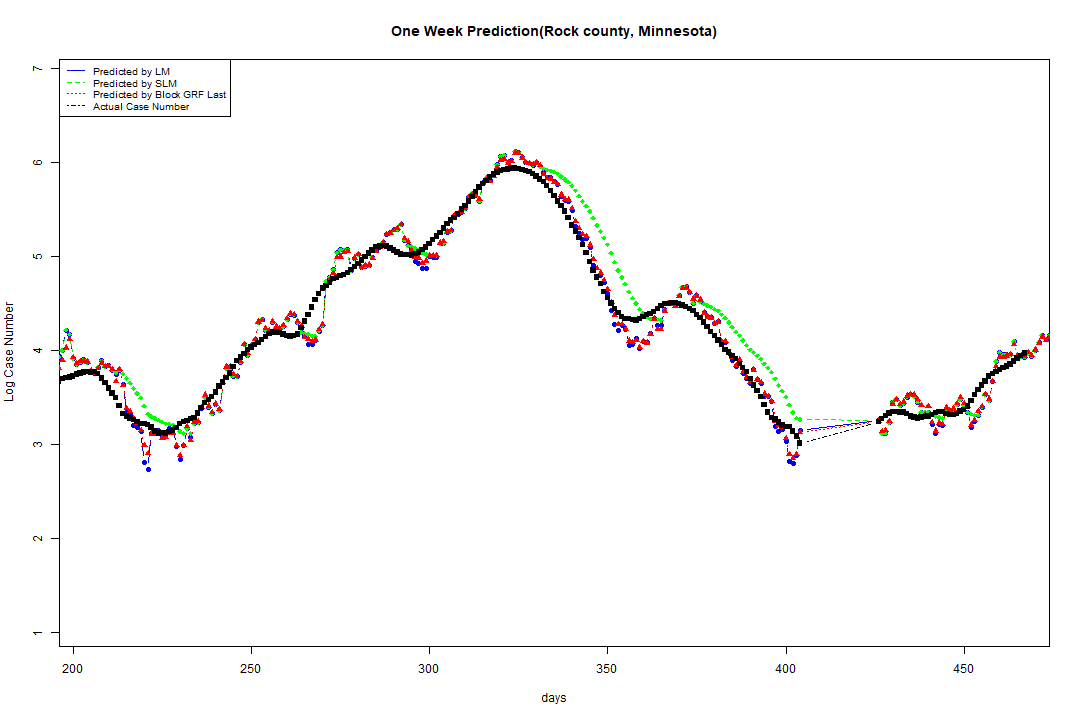 One Week Prediction(Rock county, Minnesota)
Predicted by LM
Predicted by SLM
Predicted by Block GRF Last
Actual Case Number
7
6
5
4
3
2
1
Log Case Number
200 250 300 350 400 450
days